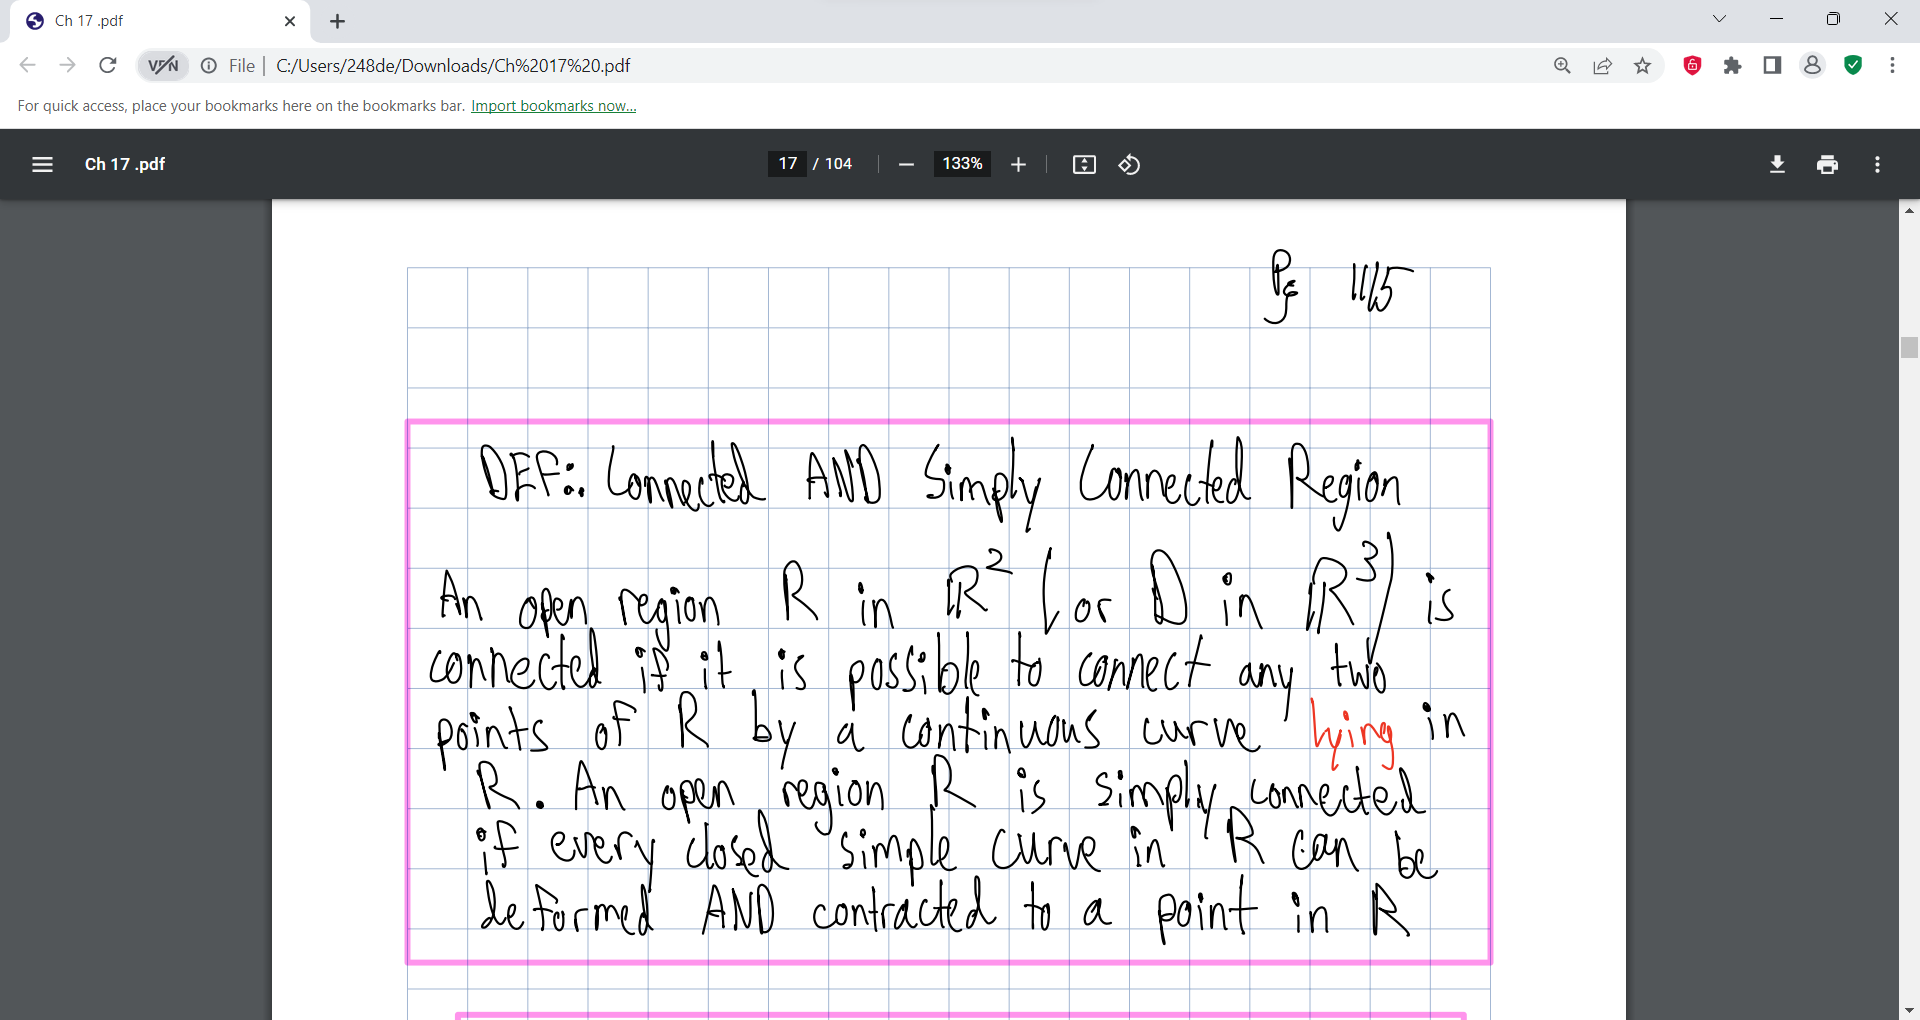 Ch 17 .pdf
VPN File C:/Users/248de/Downloads/Ch%2017%20.pdf
For quick access, place your bookmarks here on the bookmarks bar. Import bookmarks now...
Ch 17 .pdf 17 / 104 133%
Pg 1115
DEF:. Connected AND Simply Connected Region
An open region R in ℝ² (or D in ℝ³) is
connected if it is possible to connect any two
points of R by a continuous curve lying in
R. An open region R is simply connected
if every closed simple curve in R can be
deformed AND contracted to a point in R